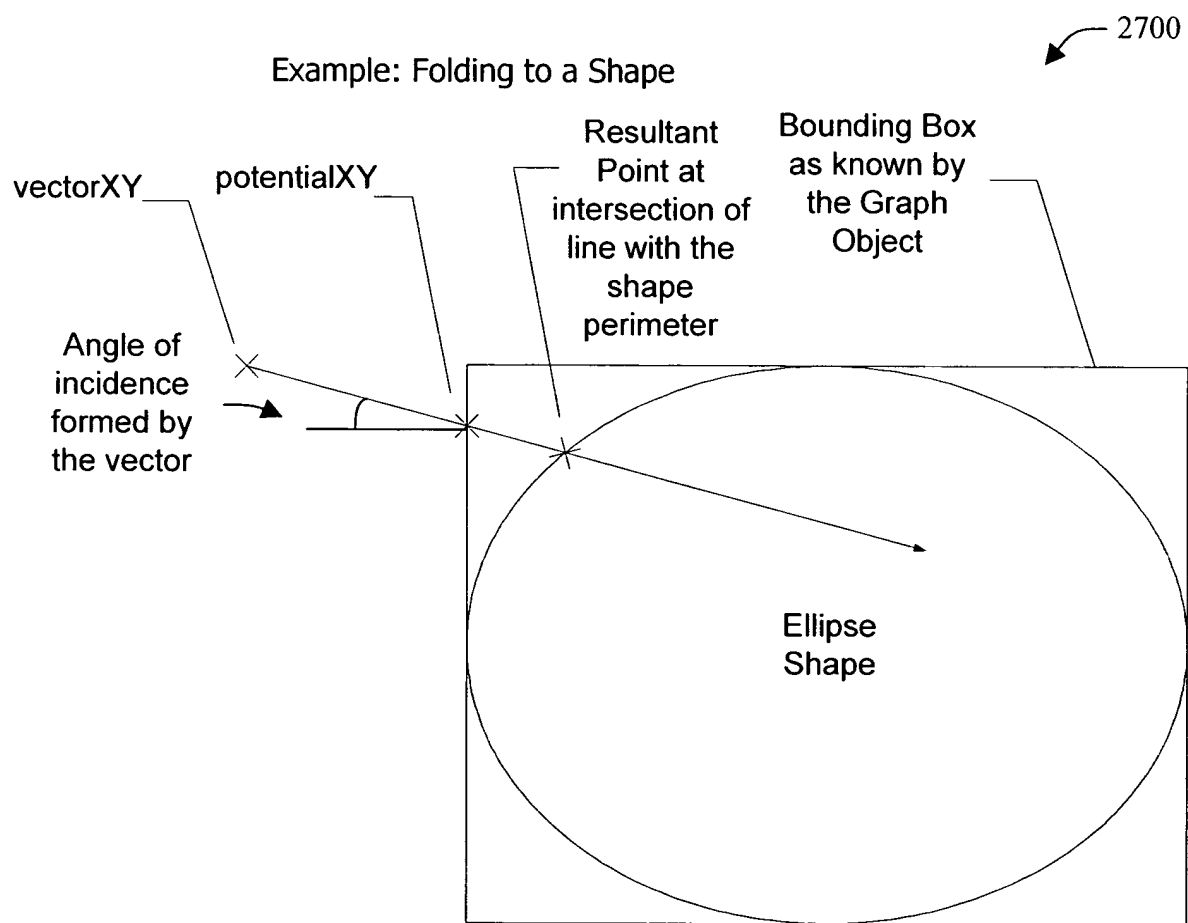 2700
Example: Folding to a Shape
vectorXY
potentialXY
Resultant
Point at
intersection of
line with the
shape
perimeter
Bounding Box
as known by
the Graph
Object
Angle of
incidence
formed by
the vector
Ellipse
Shape